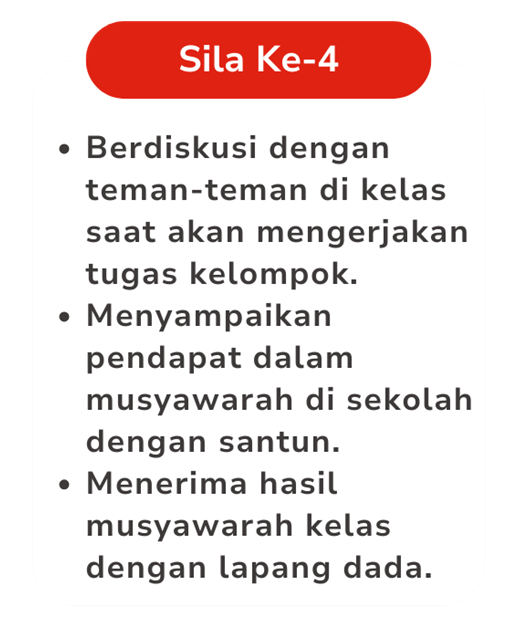 Sila Ke-4
• Berdiskusi dengan
teman-teman di kelas
saat akan mengerjakan
tugas kelompok.
• Menyampaikan
pendapat dalam
musyawarah di sekolah
dengan santun.
• Menerima hasil
musyawarah kelas
dengan lapang dada.